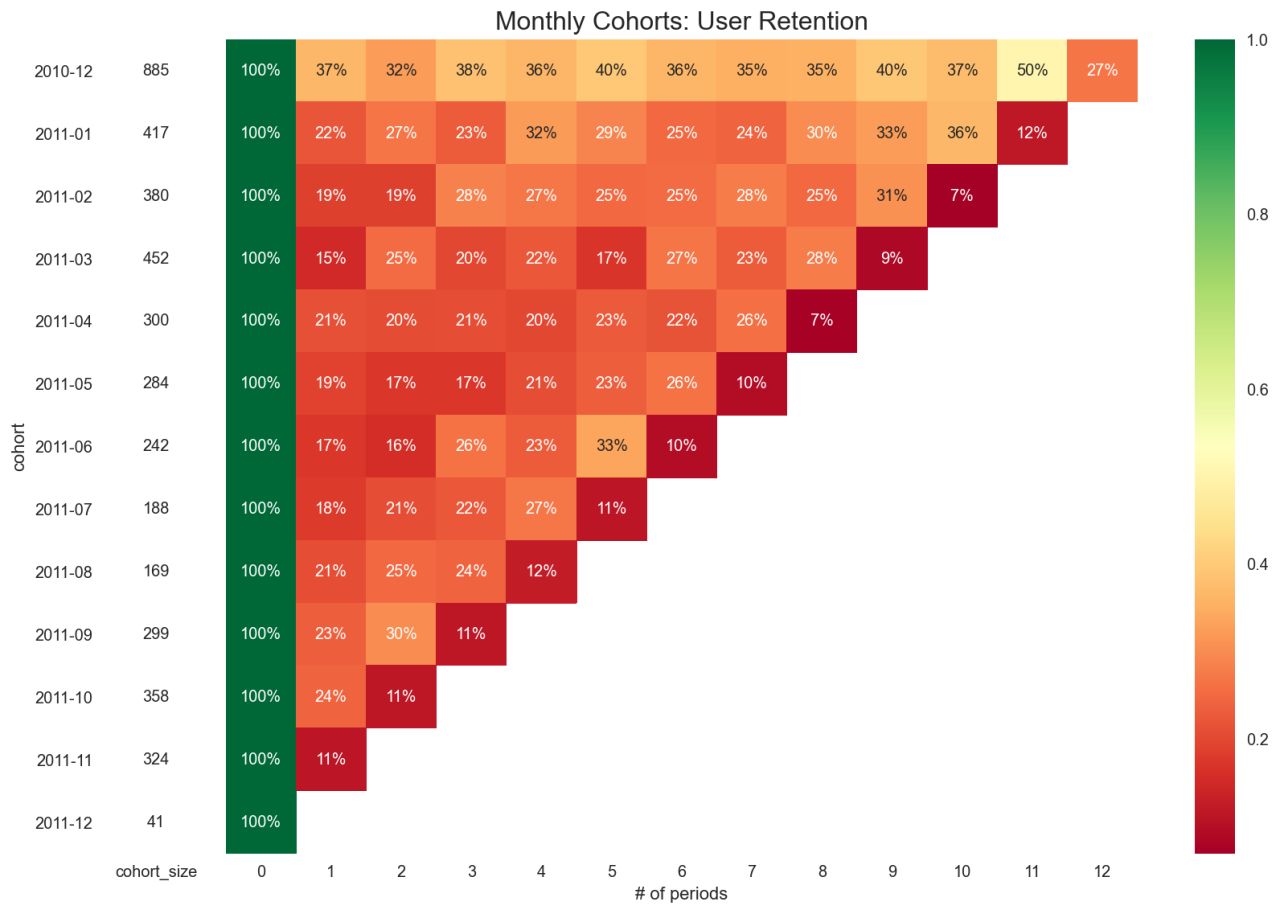 Monthly Cohorts: User Retention
2010-12 885 100% 37% 32% 38% 36% 40% 36% 35% 35% 40% 37% 50% 27%
2011-01 417 100% 22% 27% 23% 32% 29% 25% 24% 30% 33% 36% 12%
2011-02 380 100% 19% 19% 28% 27% 25% 25% 28% 25% 31% 7%
2011-03 452 100% 15% 25% 20% 22% 17% 27% 23% 28% 9%
2011-04 300 100% 21% 20% 21% 20% 23% 22% 26% 7%
2011-05 284 100% 19% 17% 17% 21% 23% 26% 10%
2011-06 242 100% 17% 16% 26% 23% 33% 10%
2011-07 188 100% 18% 21% 22% 27% 11%
2011-08 169 100% 21% 25% 24% 12%
2011-09 299 100% 23% 30% 11%
2011-10 358 100% 24% 11%
2011-11 324 100% 11%
2011-12 41 100%
cohort
cohort_size 0 1 2 3 4 5 6 7 8 9 10 11 12
# of periods
1.0
0.8
0.6
0.4
0.2